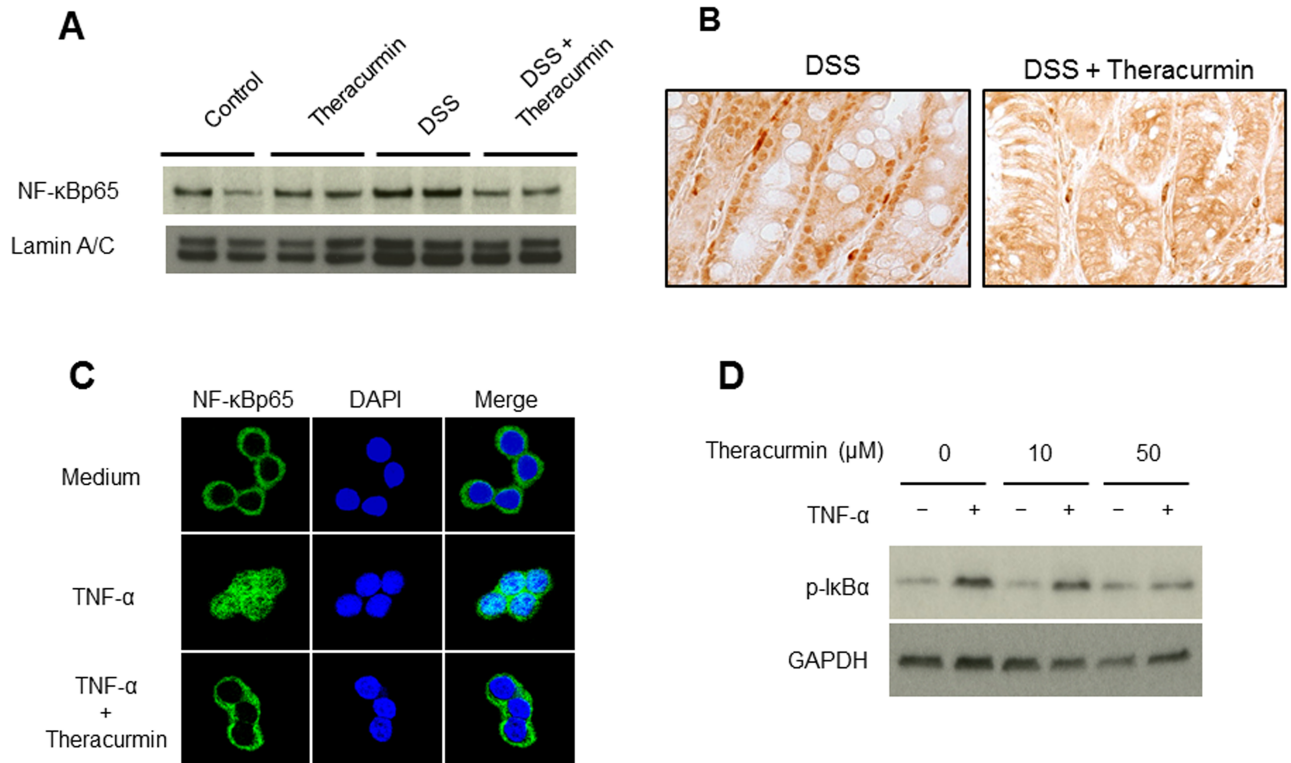 A
Control
Theracurmin
DSS
DSS +
Theracurmin
NF-κBp65
Lamin A/C
B
DSS
DSS + Theracurmin
C
NF-κBp65
DAPI
Merge
Medium
TNF-α
TNF-α
+
Theracurmin
D
Theracurmin (μM)
0
10
50
TNF-α
− + − + − +
p-IκBα
GAPDH